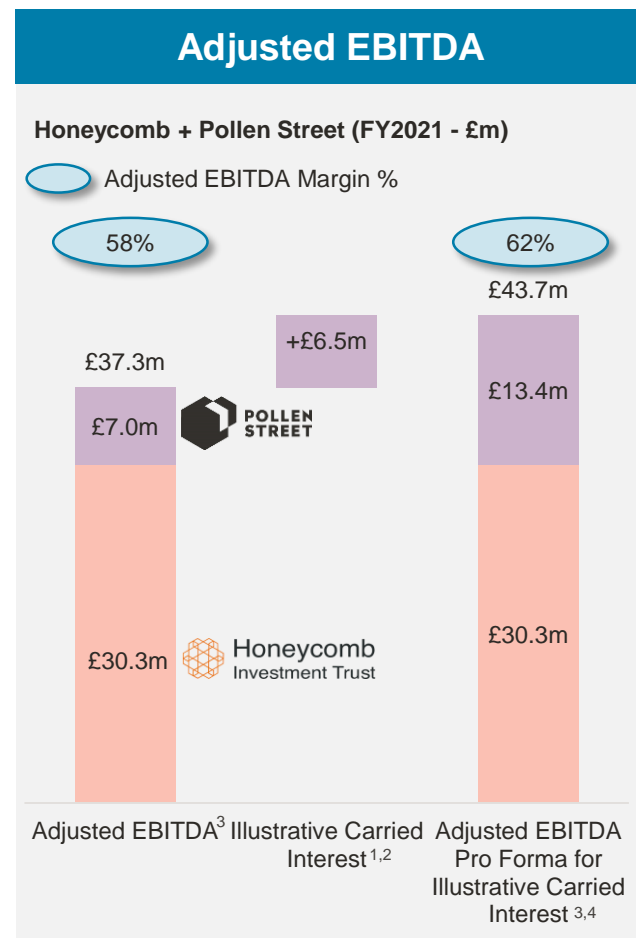 Adjusted EBITDA
Honeycomb + Pollen Street (FY2021 - £m)
Adjusted EBITDA Margin %
58%
62%
£43.7m
+£6.5m
£37.3m
£13.4m
£7.0m
POLLEN
STREET
£30.3m
Honeycomb
Investment Trust
£30.3m
Adjusted EBITDA3
Illustrative Carried
Interest 1,2
Adjusted EBITDA
Pro Forma for
Illustrative Carried
Interest 3,4